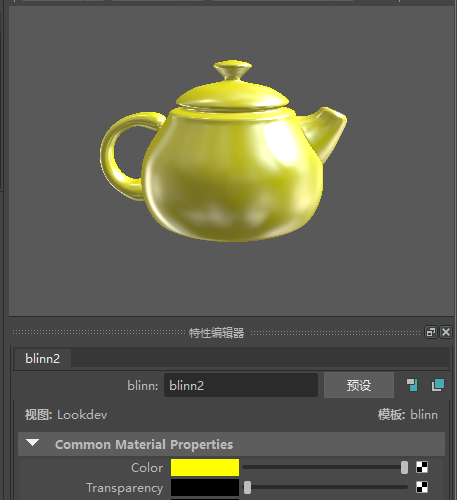 特性编辑器
blinn2
blinn: blinn2 预设
视图: Lookdev 模板: blinn
Common Material Properties
Color
Transparency